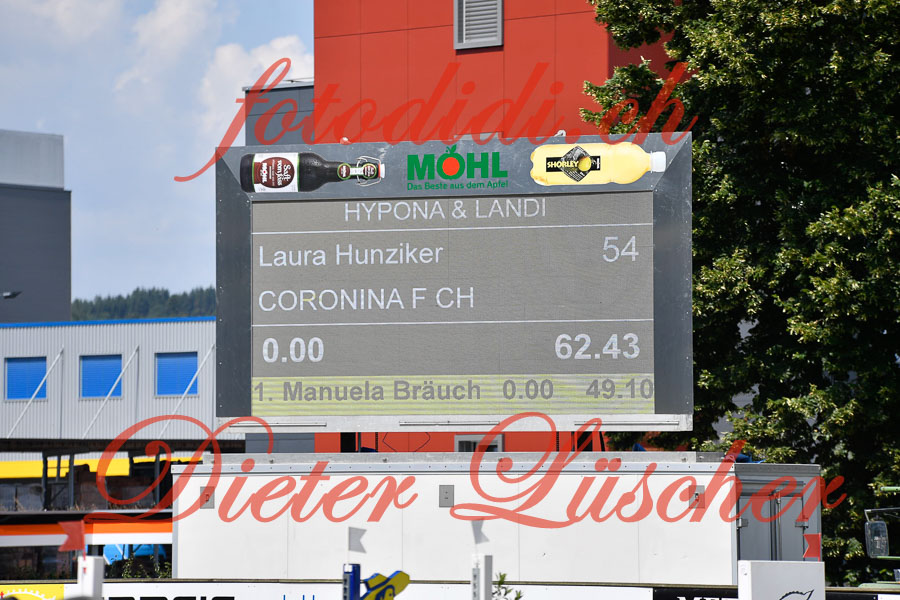 fotodidi.ch
MÖHL
Das Beste aus dem Apfel
SHORLEY
HYPONA & LANDI
Laura Hunziker 54
CORONINA F CH
0.00 62.43
1. Manuela Bräuch 0.00 49.10
Dieter Lüscher